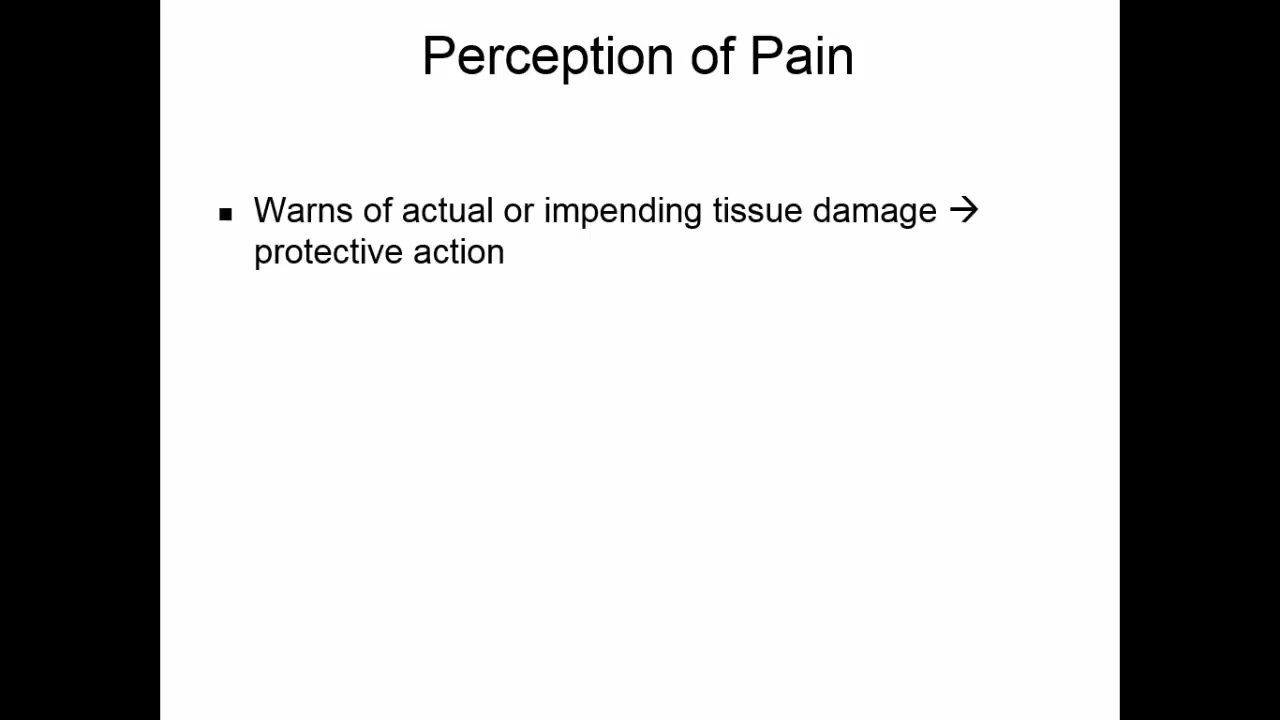 Perception of Pain
▪ Warns of actual or impending tissue damage →
protective action